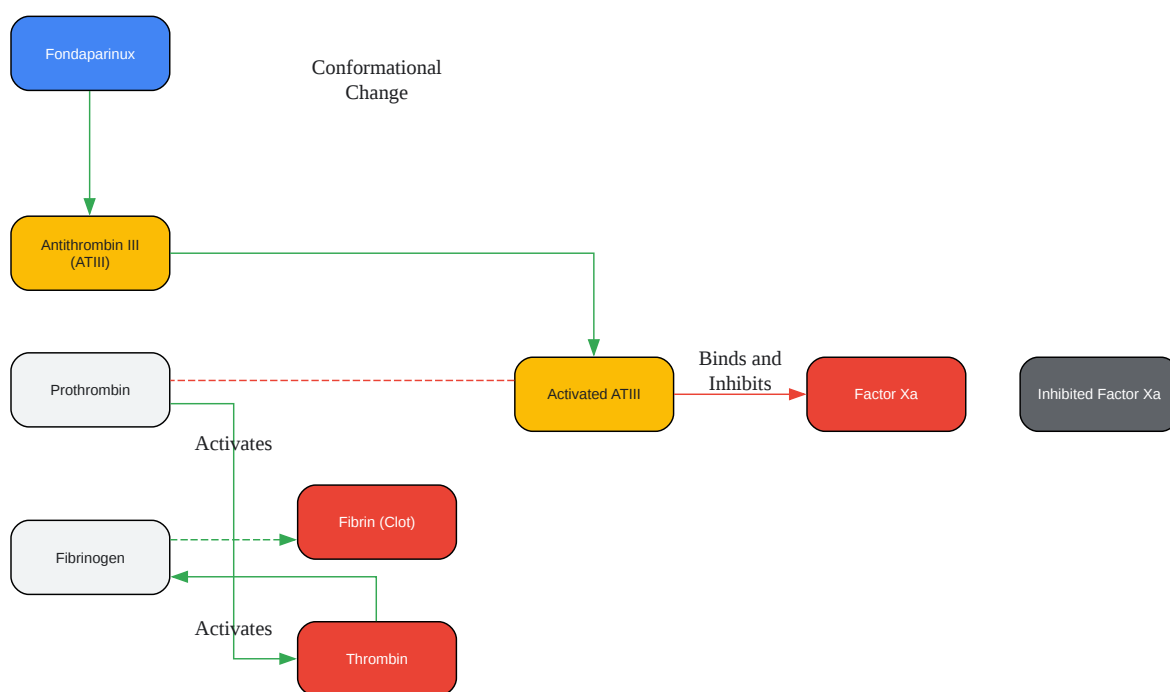 Fondaparinux
Conformational
Change
Antithrombin III
(ATIII)
Prothrombin
Activated ATIII
Binds and
Inhibits
Factor Xa
Inhibited Factor Xa
Activates
Fibrin (Clot)
Fibrinogen
Activates
Thrombin